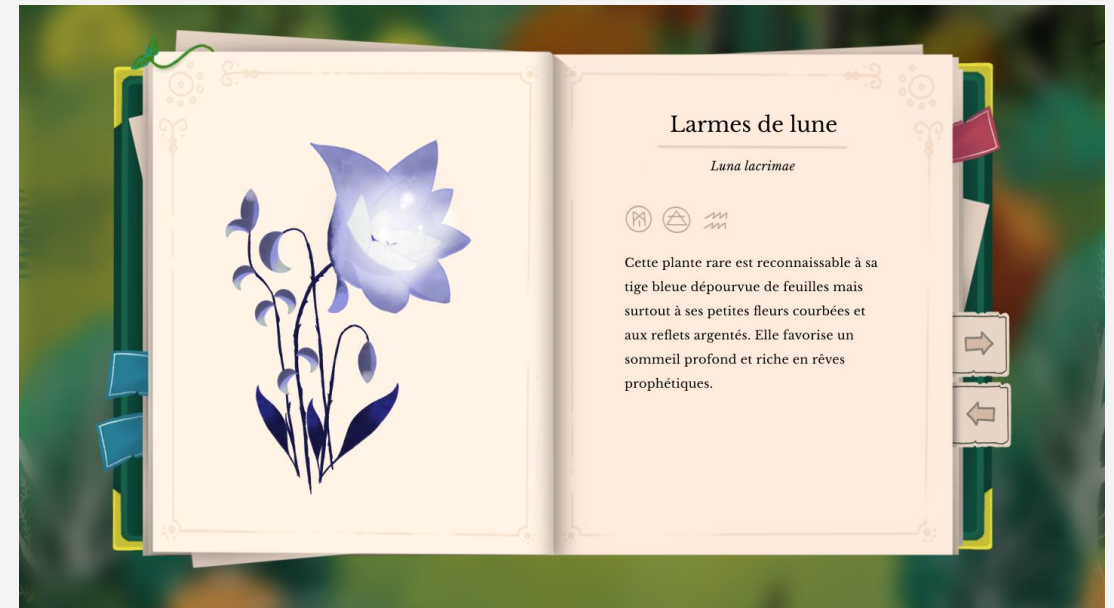 Larmes de lune
Luna lacrimae
Cette plante rare est reconnaissable à sa
tige bleue dépourvue de feuilles mais
surtout à ses petites fleurs courbées et
aux reflets argentés. Elle favorise un
sommeil profond et riche en rêves
prophétiques.